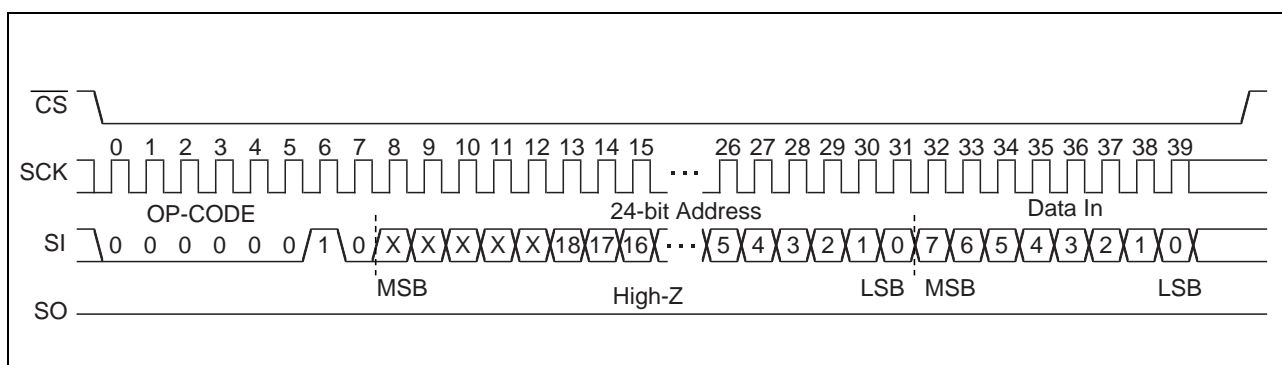 CS
0 1 2 3 4 5 6 7 8 9 10 11 12 13 14 15 26 27 28 29 30 31 32 33 34 35 36 37 38 39
SCK ···
OP-CODE 24-bit Address Data In
SI 0 0 0 0 0 0 1 0 X X X X X 18 17 16 ··· 5 4 3 2 1 0 7 6 5 4 3 2 1 0
MSB High-Z LSB MSB LSB
SO